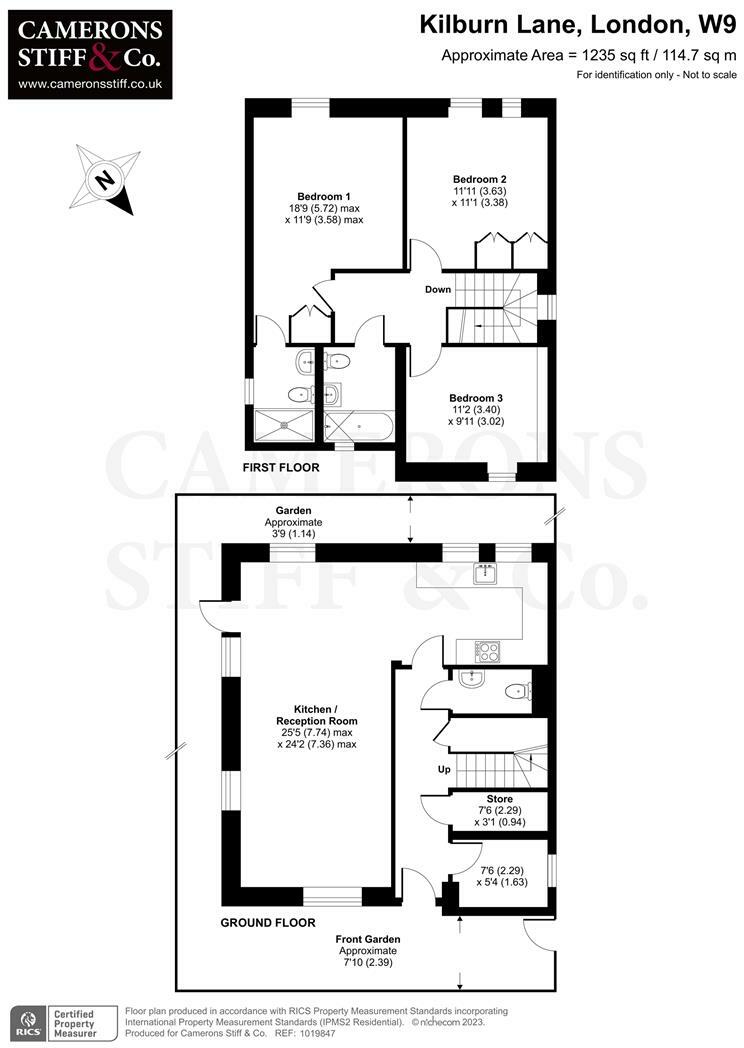 CAMERONS
STIFF & Co.
www.cameronsstiff.co.uk
Kilburn Lane, London, W9
Approximate Area = 1235 sq ft / 114.7 sq m
For identification only - Not to scale
N
Bedroom 1
18'9 (5.72) max
x 11'9 (3.58) max
Bedroom 2
11'11 (3.63)
x 11'1 (3.38)
Down
Bedroom 3
11'2 (3.40)
x 9'11 (3.02)
FIRST FLOOR
CAMERONS
STIFF & Co.
Garden
Approximate
3'9 (1.14)
Kitchen /
Reception Room
25'5 (7.74) max
x 24'2 (7.36) max
Up
Store
7'6 (2.29)
x 3'1 (0.94)
7'6 (2.29)
x 5'4 (1.63)
GROUND FLOOR
Front Garden
Approximate
7'10 (2.39)
RICS
Certified
Property
Measurer
Floor plan produced in accordance with RICS Property Measurement Standards incorporating
International Property Measurement Standards (IPMS2 Residential). © nichecom 2023.
Produced for Camerons Stiff & Co. REF: 1019847